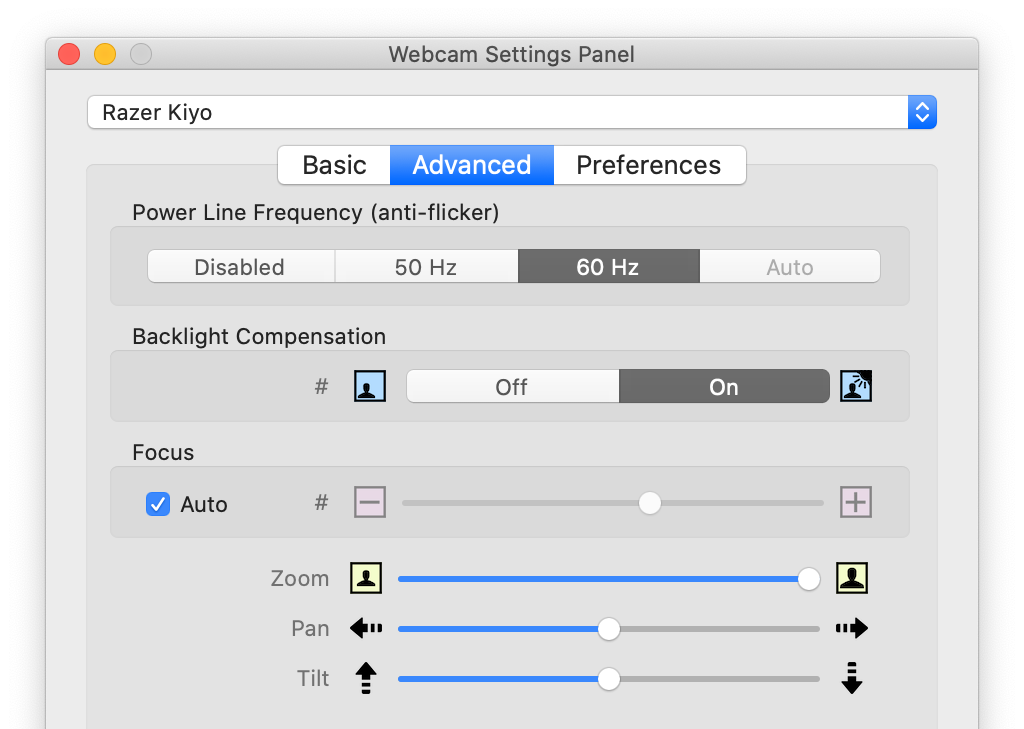 Webcam Settings Panel
Razer Kiyo
Basic Advanced Preferences
Power Line Frequency (anti-flicker)
Disabled 50 Hz 60 Hz Auto
Backlight Compensation
# Off On
Focus
Auto #
Zoom
Pan
Tilt